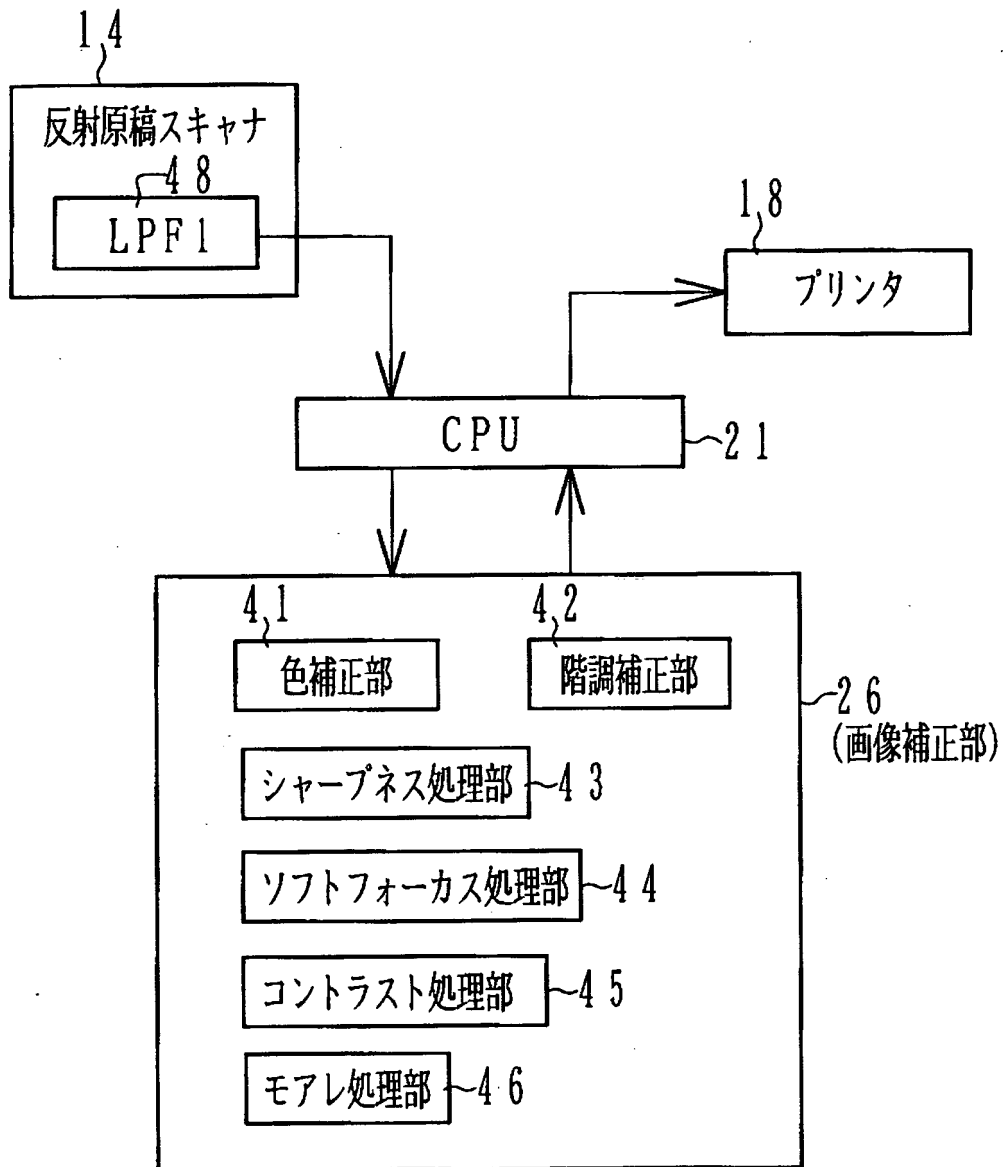 14
反射原稿スキャナ
48
LPF1
18
プリンタ
CPU
21
41
色補正部
42
階調補正部
26
(画像補正部)
シャープネス処理部
43
ソフトフォーカス処理部
44
コントラスト処理部
45
モアレ処理部
46